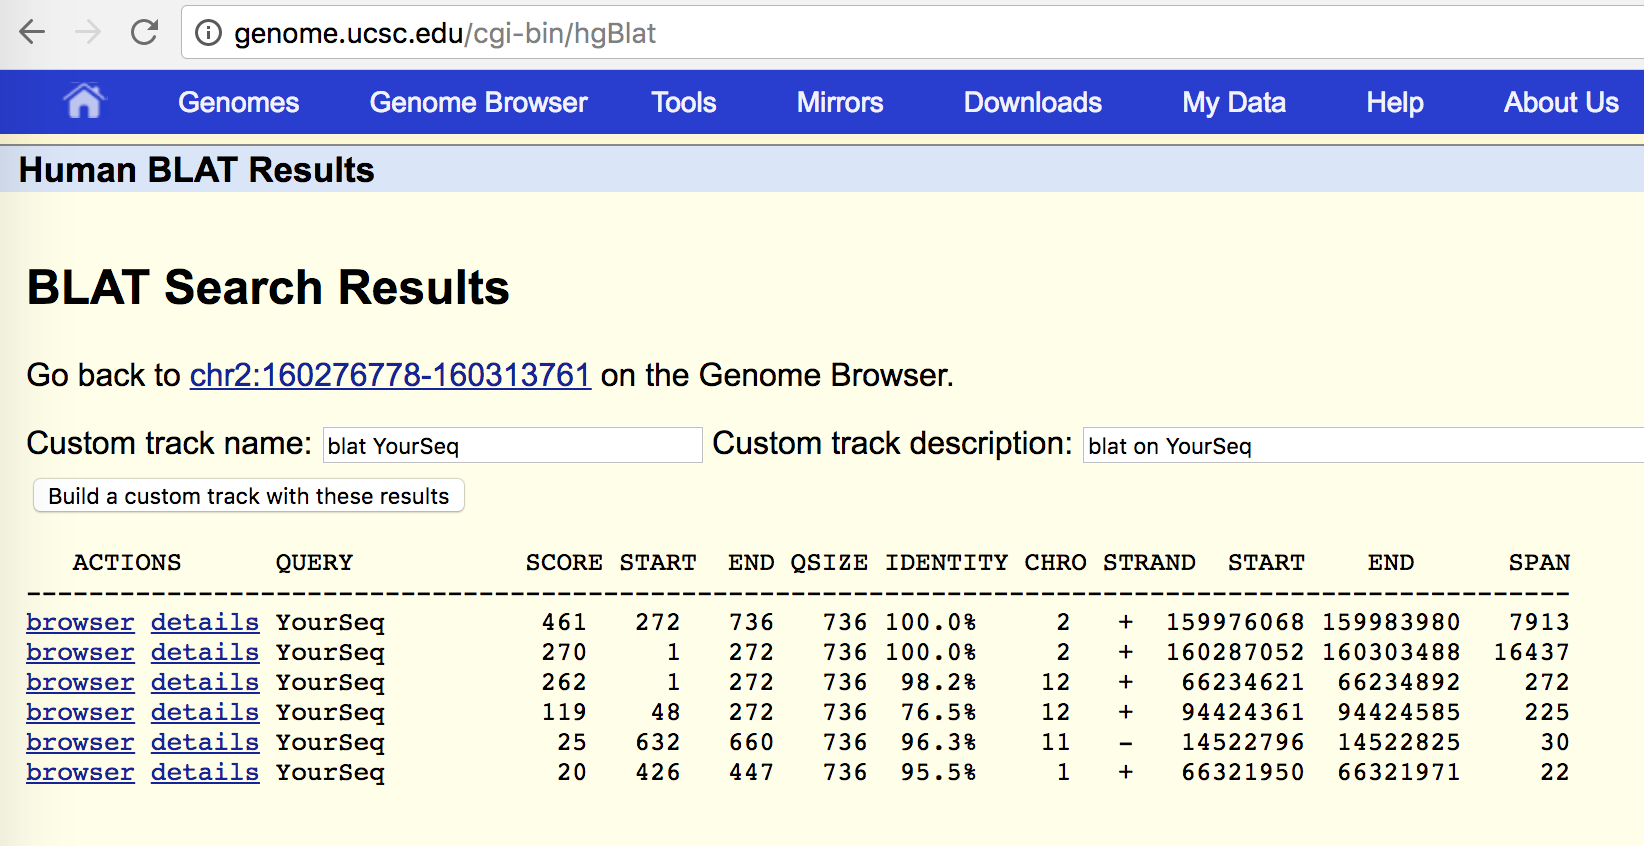 genome.ucsc.edu/cgi-bin/hgBlat
Genomes Genome Browser Tools Mirrors Downloads My Data Help About Us
Human BLAT Results
BLAT Search Results
Go back to chr2:160276778-160313761 on the Genome Browser.
Custom track name: blat YourSeq Custom track description: blat on YourSeq
Build a custom track with these results
ACTIONS QUERY SCORE START END QSIZE IDENTITY CHRO STRAND START END SPAN
---------------------------------------------------------------------------------------------------
browser details YourSeq 461 272 736 736 100.0% 2 + 159976068 159983980 7913
browser details YourSeq 270 1 272 736 100.0% 2 + 160287052 160303488 16437
browser details YourSeq 262 1 272 736 98.2% 12 + 66234621 66234892 272
browser details YourSeq 119 48 272 736 76.5% 12 + 94424361 94424585 225
browser details YourSeq 25 632 660 736 96.3% 11 - 14522796 14522825 30
browser details YourSeq 20 426 447 736 95.5% 1 + 66321950 66321971 22